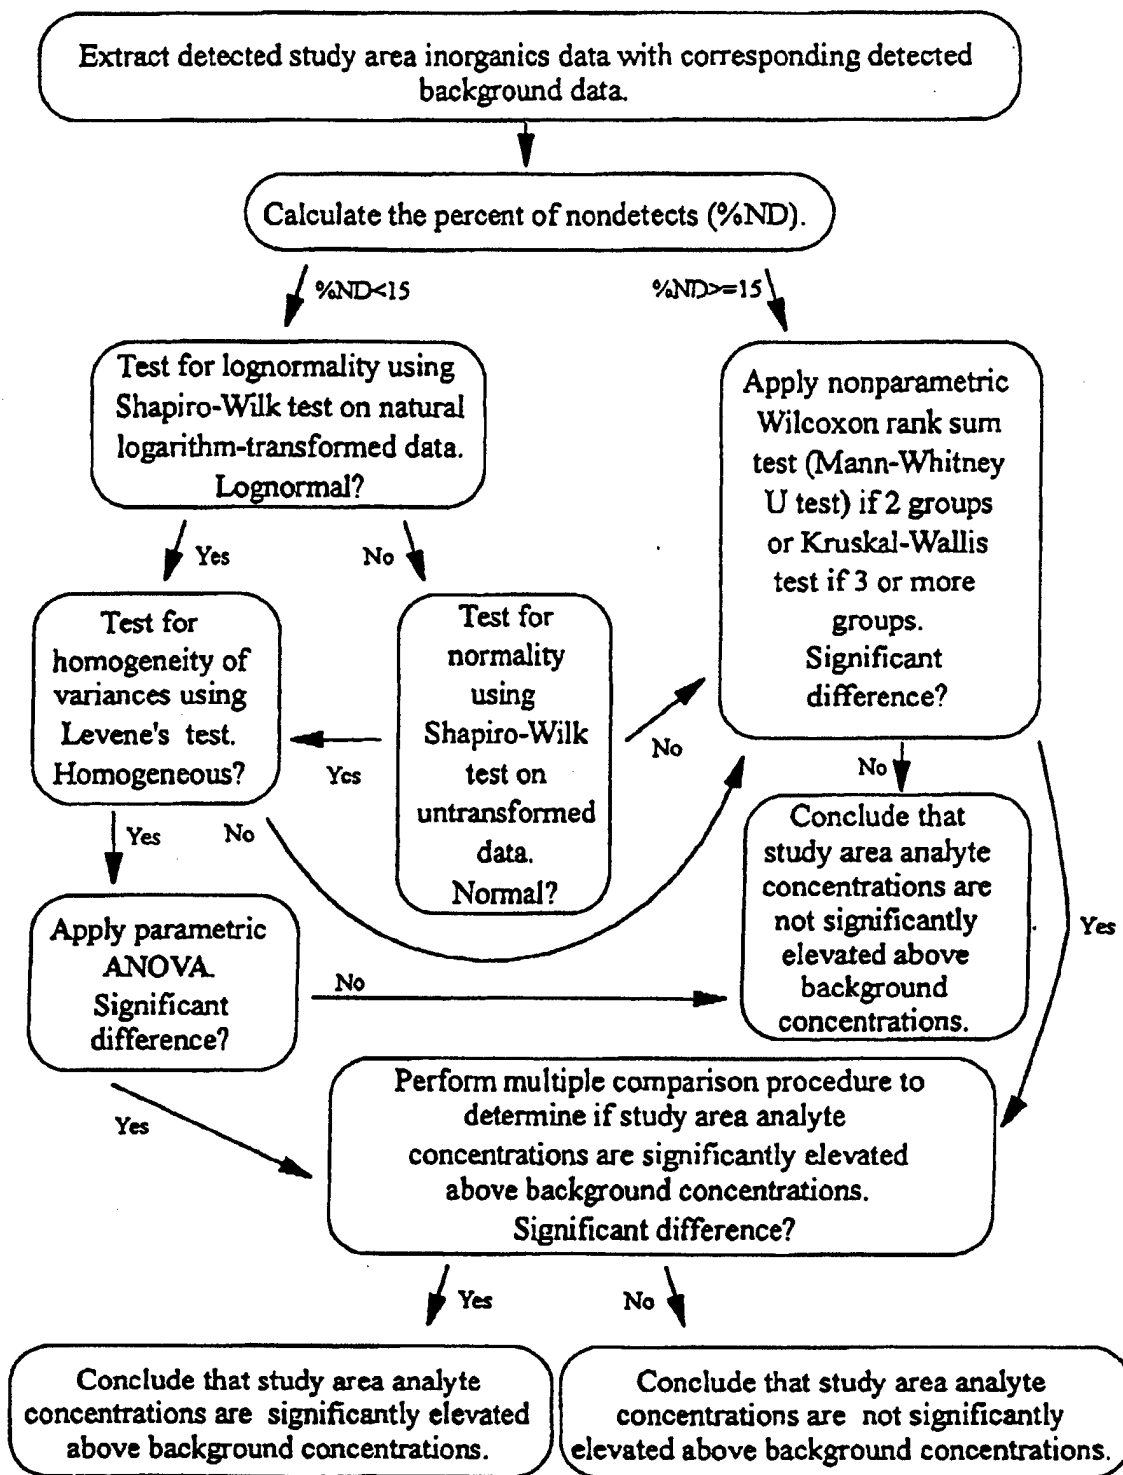 Extract detected study area inorganics data with corresponding detected
background data.
Calculate the percent of nondetects (%ND).
%ND<15
%ND>=15
Test for lognormality using
Shapiro-Wilk test on natural
logarithm-transformed data.
Lognormal?
Apply nonparametric
Wilcoxon rank sum
test (Mann-Whitney
U test) if 2 groups
or Kruskal-Wallis
test if 3 or more
groups.
Significant
difference?
Yes
No
Test for
homogeneity of
variances using
Levene's test.
Homogeneous?
Test for
normality
using
Shapiro-Wilk
test on
untransformed
data.
Normal?
Yes
No
No
Yes
No
Conclude that
study area analyte
concentrations are
not significantly
elevated above
background
concentrations.
Yes
Apply parametric
ANOVA.
Significant
difference?
No
Yes
Perform multiple comparison procedure to
determine if study area analyte
concentrations are significantly elevated
above background concentrations.
Significant difference?
Yes
No
Conclude that study area analyte
concentrations are significantly elevated
above background concentrations.
Conclude that study area analyte
concentrations are not significantly
elevated above background concentrations.